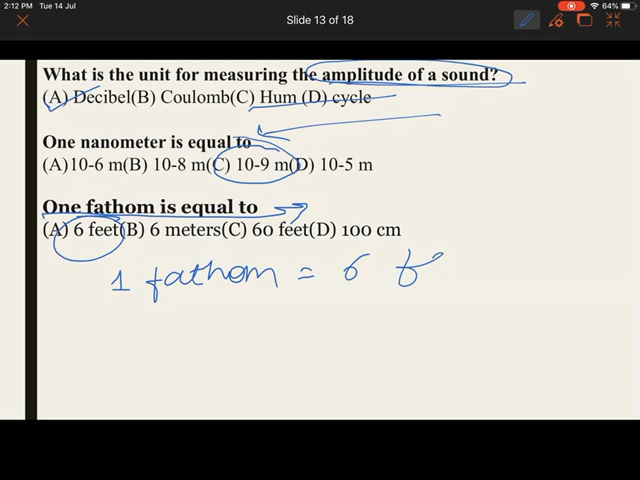 2:12 PM Tue 14 Jul
64%
Slide 13 of 18
What is the unit for measuring the amplitude of a sound?
(A) Decibel(B) Coulomb(C) Hum (D) cycle
One nanometer is equal to
(A)10-6 m(B) 10-8 m(C) 10-9 m(D) 10-5 m
One fathom is equal to
(A) 6 feet(B) 6 meters(C) 60 feet(D) 100 cm
1 fathom = 6